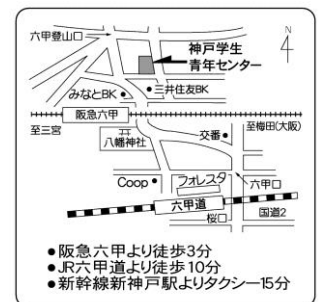 N
六甲登山口
神戸学生
青年センター
みなとBK
三井住友BK
阪急六甲
至三宮
至梅田(大阪)
八幡神社
交番
Coop
フォレスタ
六甲口
六甲道
桜口
国道2
●阪急六甲より徒歩3分
●JR六甲道より徒歩10分
●新幹線新神戸駅よりタクシー15分